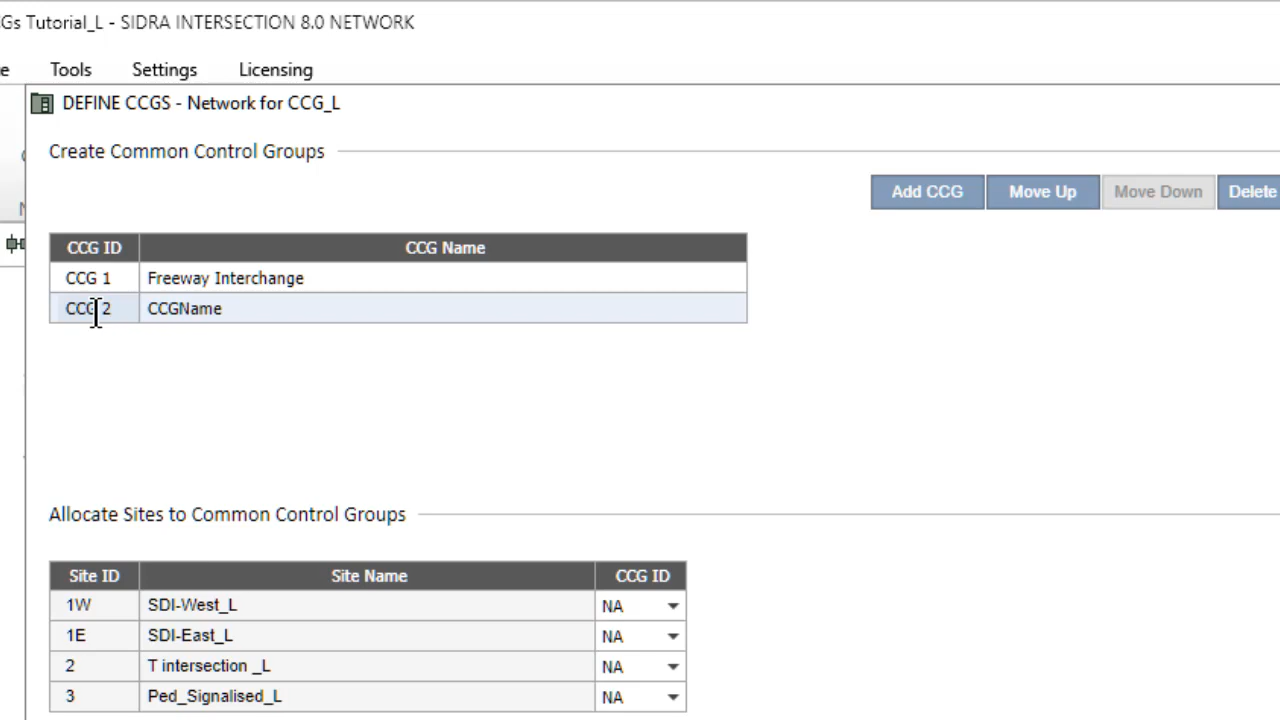 Gs Tutorial_L - SIDRA INTERSECTION 8.0 NETWORK
e Tools Settings Licensing
DEFINE CCGS - Network for CCG_L
Create Common Control Groups
Add CCG Move Up Move Down Delete
CCG ID CCG Name
CCG 1 Freeway Interchange
CCG 2 CCGName
Allocate Sites to Common Control Groups
Site ID Site Name CCG ID
1W SDI-West_L NA
1E SDI-East_L NA
2 T intersection _L NA
3 Ped_Signalised_L NA